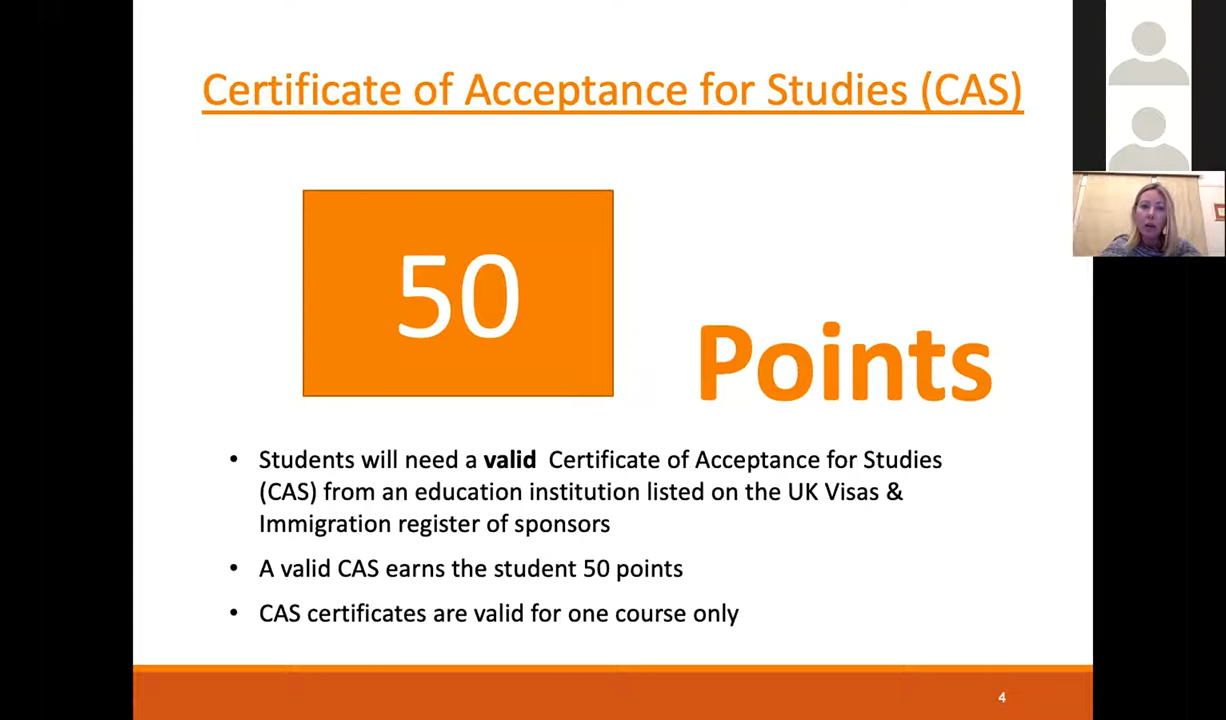 Certificate of Acceptance for Studies (CAS)
50
Points
• Students will need a valid Certificate of Acceptance for Studies
(CAS) from an education institution listed on the UK Visas &
Immigration register of sponsors
• A valid CAS earns the student 50 points
• CAS certificates are valid for one course only
4